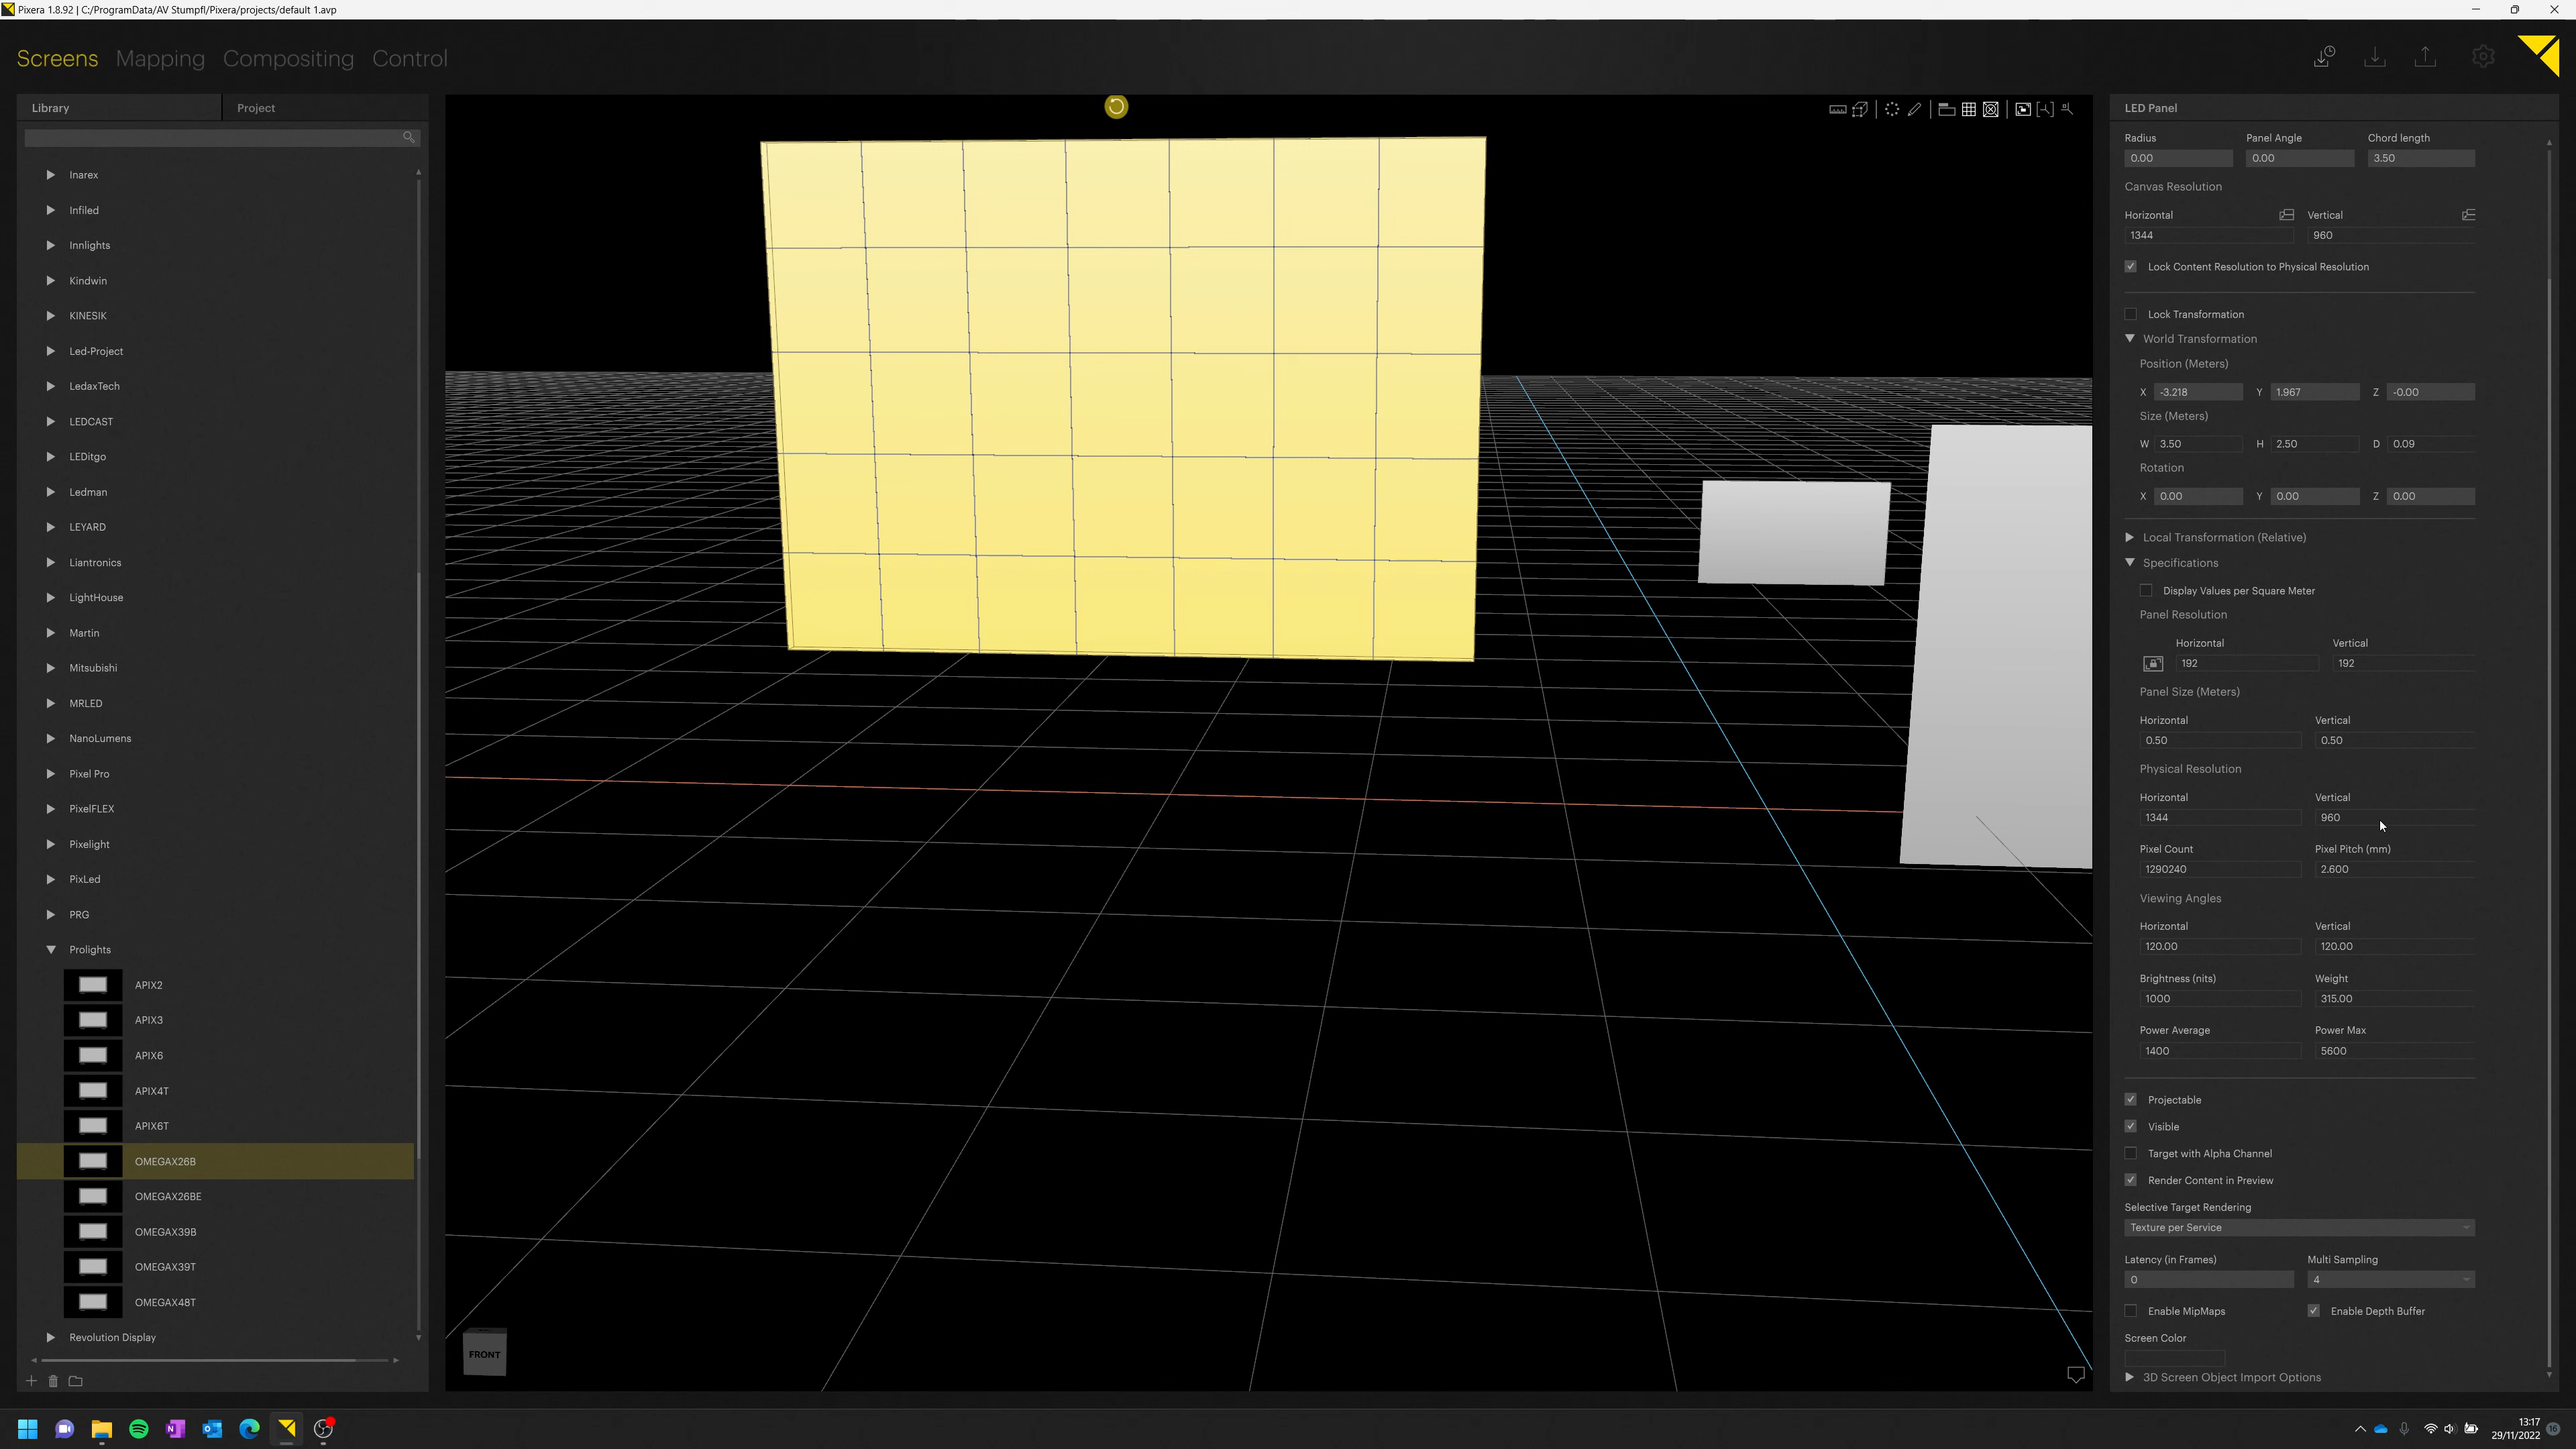 Pixera 1.8.92 | C:/ProgramData/AV Stumpfl/Pixera/projects/default 1.avp
Screens Mapping Compositing Control
Library Project
Inarex
Infiled
Innlights
Kindwin
KINESIK
Led-Project
LedaxTech
LEDCAST
LEDitgo
Ledman
LEYARD
Liantronics
LightHouse
Martin
Mitsubishi
MRLED
NanoLumens
Pixel Pro
PixelFLEX
Pixelight
PixLed
PRG
Prolights
APIX2
APIX3
APIX6
APIX4T
APIX6T
OMEGAX26B
OMEGAX26BE
OMEGAX39B
OMEGAX39T
OMEGAX48T
Revolution Display
FRONT
LED Panel
Radius Panel Angle Chord length
0.00 0.00 3.50
Canvas Resolution
Horizontal Vertical
1344 960
Lock Content Resolution to Physical Resolution
Lock Transformation
World Transformation
Position (Meters)
X -3.218 Y 1.967 Z -0.00
Size (Meters)
W 3.50 H 2.50 D 0.09
Rotation
X 0.00 Y 0.00 Z 0.00
Local Transformation (Relative)
Specifications
Display Values per Square Meter
Panel Resolution
Horizontal Vertical
192 192
Panel Size (Meters)
Horizontal Vertical
0.50 0.50
Physical Resolution
Horizontal Vertical
1344 960
Pixel Count Pixel Pitch (mm)
1290240 2.600
Viewing Angles
Horizontal Vertical
120.00 120.00
Brightness (nits) Weight
1000 315.00
Power Average Power Max
1400 5600
Projectable
Visible
Target with Alpha Channel
Render Content in Preview
Selective Target Rendering
Texture per Service
Latency (in Frames) Multi Sampling
0 4
Enable MipMaps Enable Depth Buffer
Screen Color
3D Screen Object Import Options
13:17
29/11/2022
16